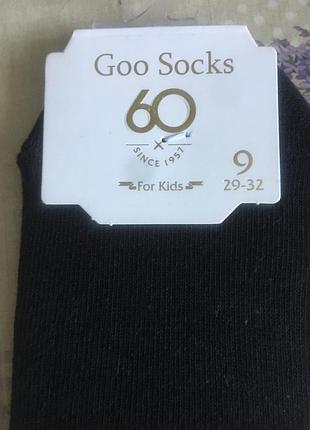 Goo Socks
60
SINCE 1957
For Kids
9
29-32